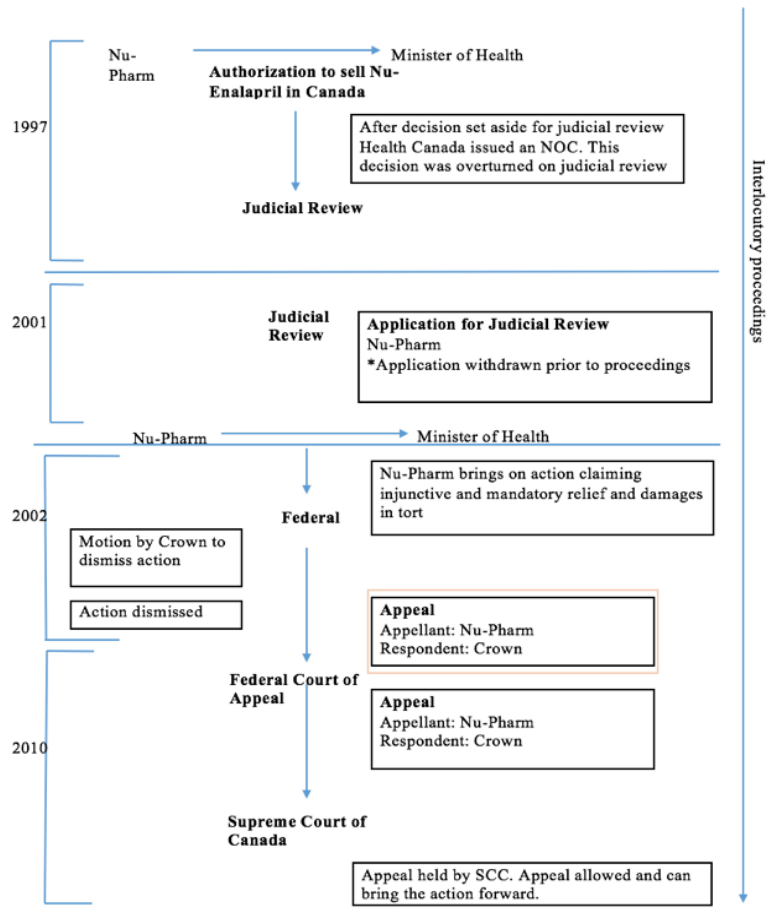 Nu-
Pharm
Minister of Health
Authorization to sell Nu-
Enalapril in Canada
1997
After decision set aside for judicial review
Health Canada issued an NOC. This
decision was overturned on judicial review
Judicial Review
Interlocutory proceedings
2001
Judicial
Review
Application for Judicial Review
Nu-Pharm
*Application withdrawn prior to proceedings
Nu-Pharm
Minister of Health
2002
Nu-Pharm brings on action claiming
injunctive and mandatory relief and damages
in tort
Federal
Motion by Crown to
dismiss action
Action dismissed
Appeal
Appellant: Nu-Pharm
Respondent: Crown
Federal Court of
Appeal
Appeal
Appellant: Nu-Pharm
Respondent: Crown
2010
Supreme Court of
Canada
Appeal held by SCC. Appeal allowed and can
bring the action forward.